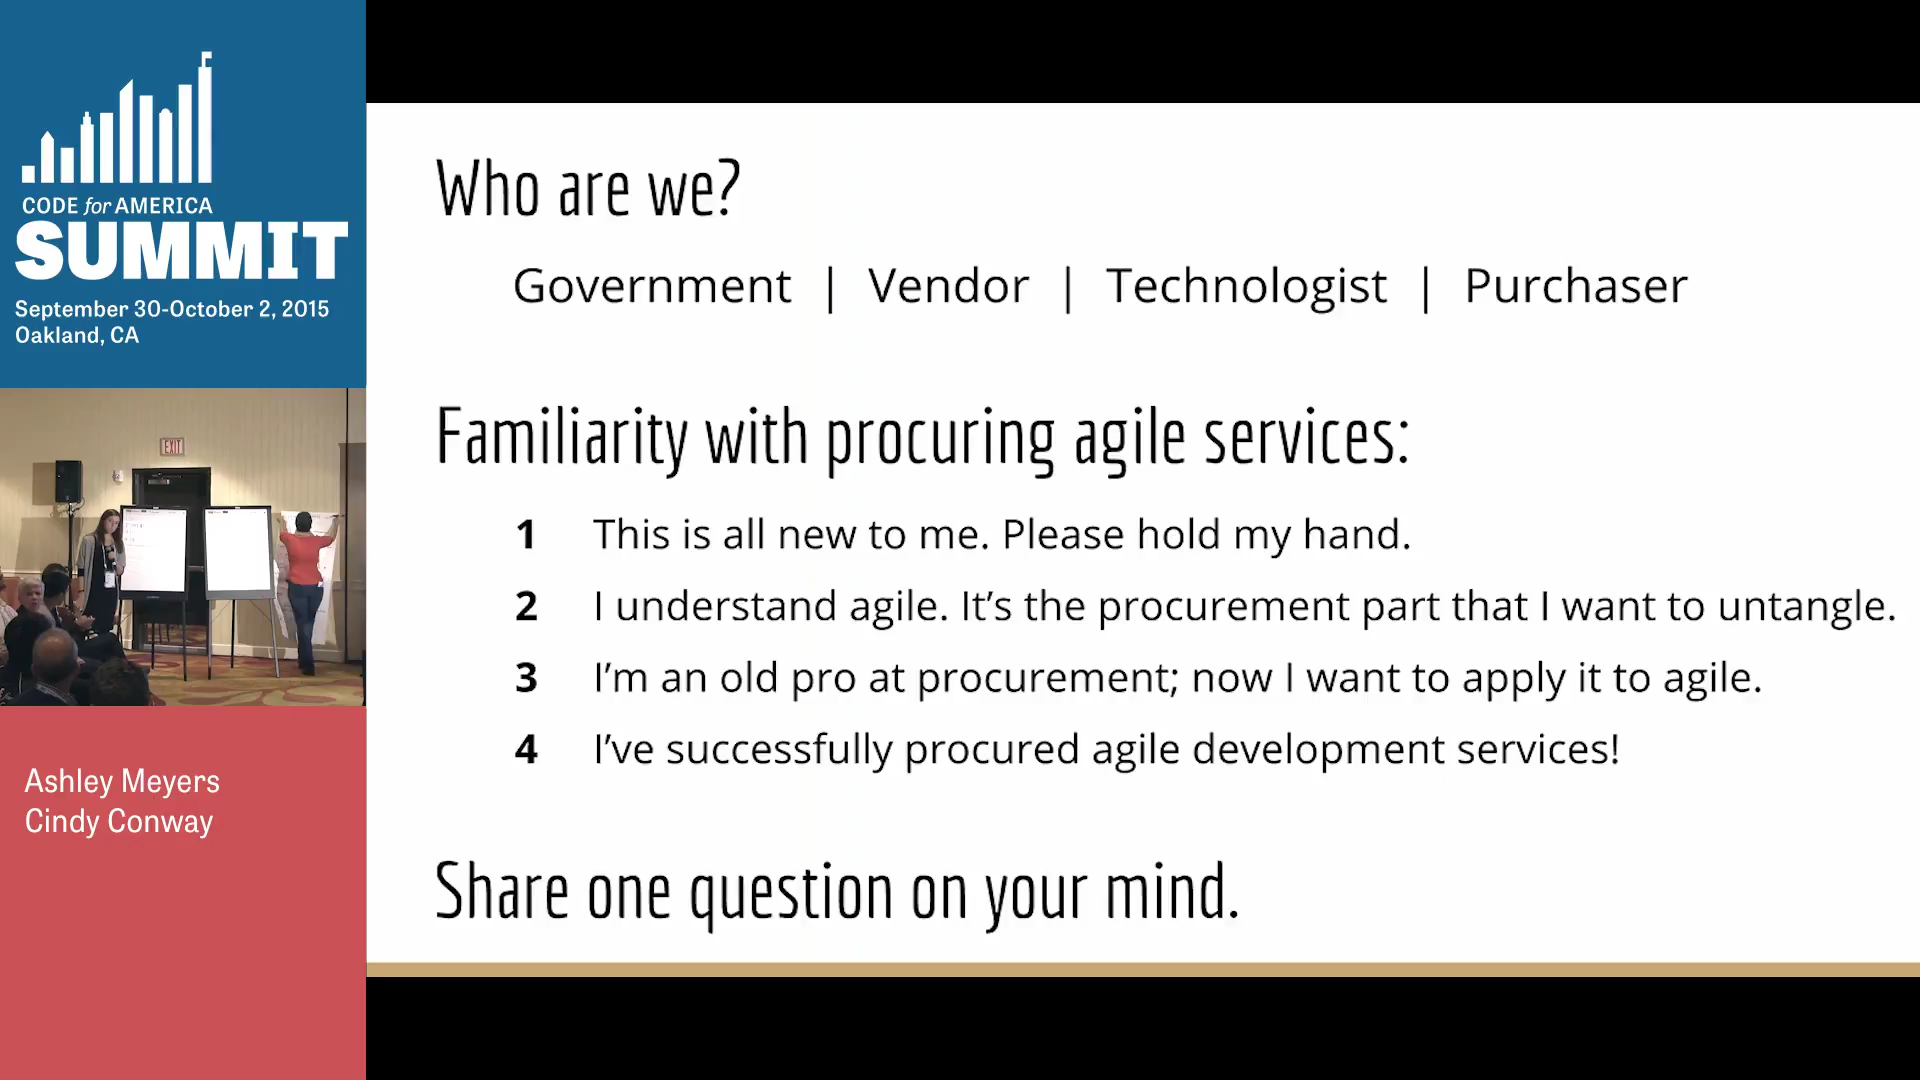 CODE for AMERICA
SUMMIT
September 30-October 2, 2015
Oakland, CA
EXIT
Ashley Meyers
Cindy Conway
Who are we?
Government | Vendor | Technologist | Purchaser
Familiarity with procuring agile services:
1 This is all new to me. Please hold my hand.
2 I understand agile. It’s the procurement part that I want to untangle.
3 I’m an old pro at procurement; now I want to apply it to agile.
4 I’ve successfully procured agile development services!
Share one question on your mind.